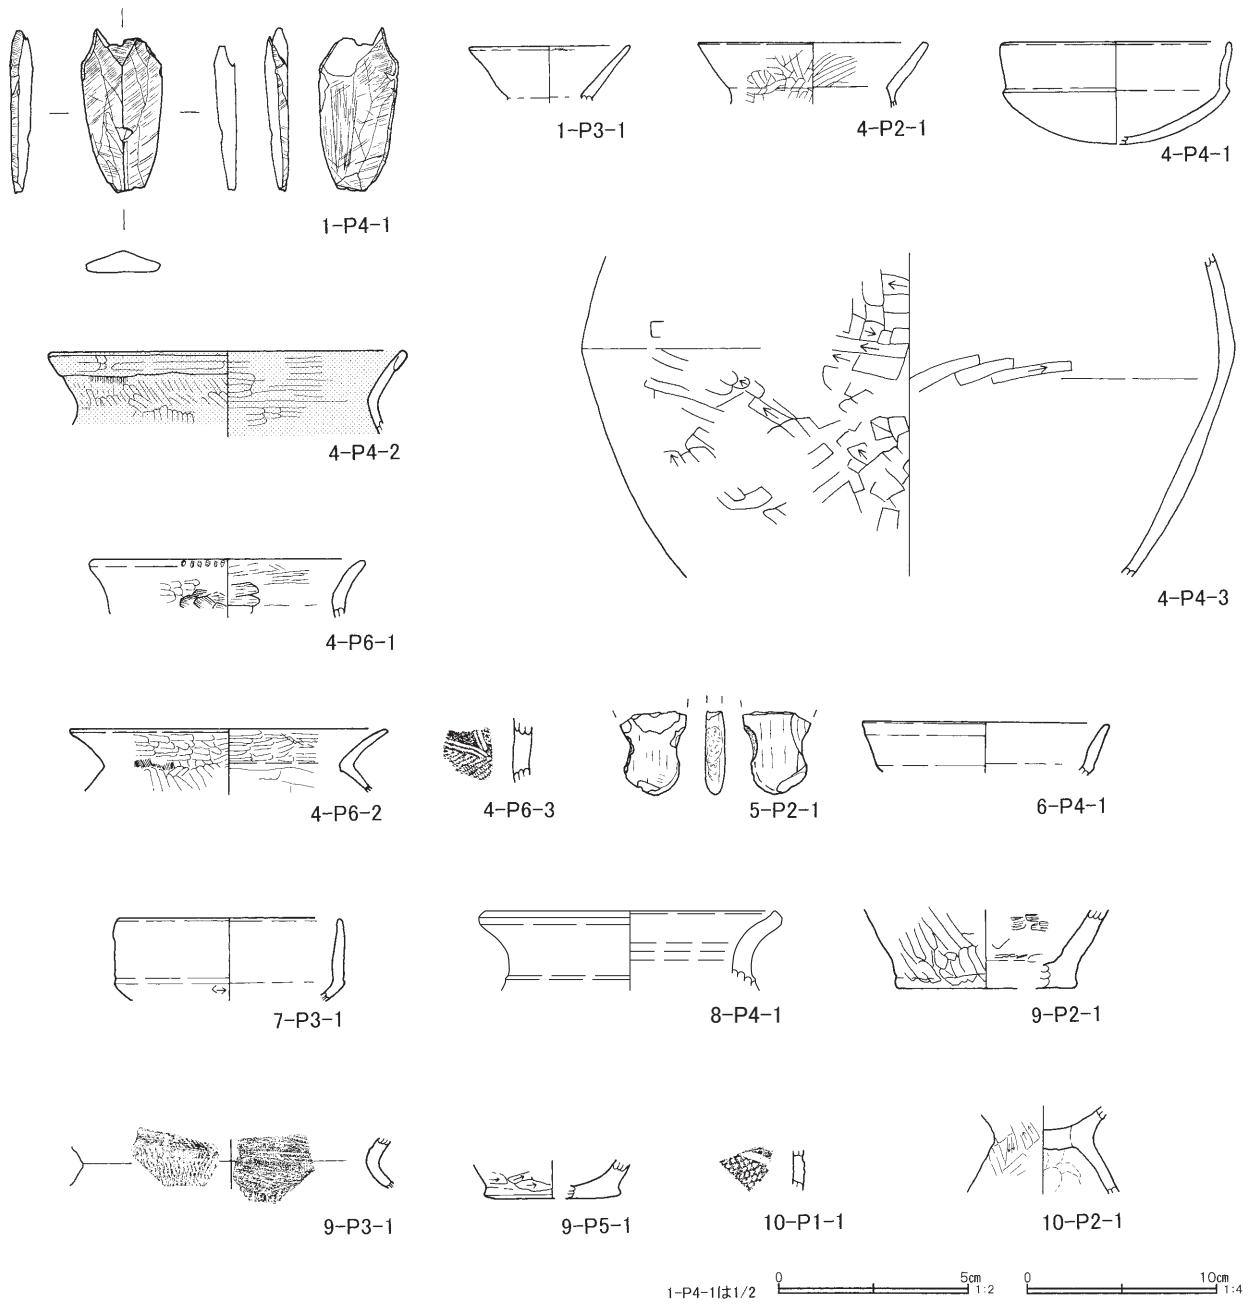 1-P3-1
4-P2-1
4-P4-1
1-P4-1
4-P4-2
4-P4-3
4-P6-1
4-P6-2
4-P6-3
5-P2-1
6-P4-1
7-P3-1
8-P4-1
9-P2-1
9-P3-1
9-P5-1
10-P1-1
10-P2-1
1-P4-1は1/2
0 5cm 1:2
0 10cm 1:4